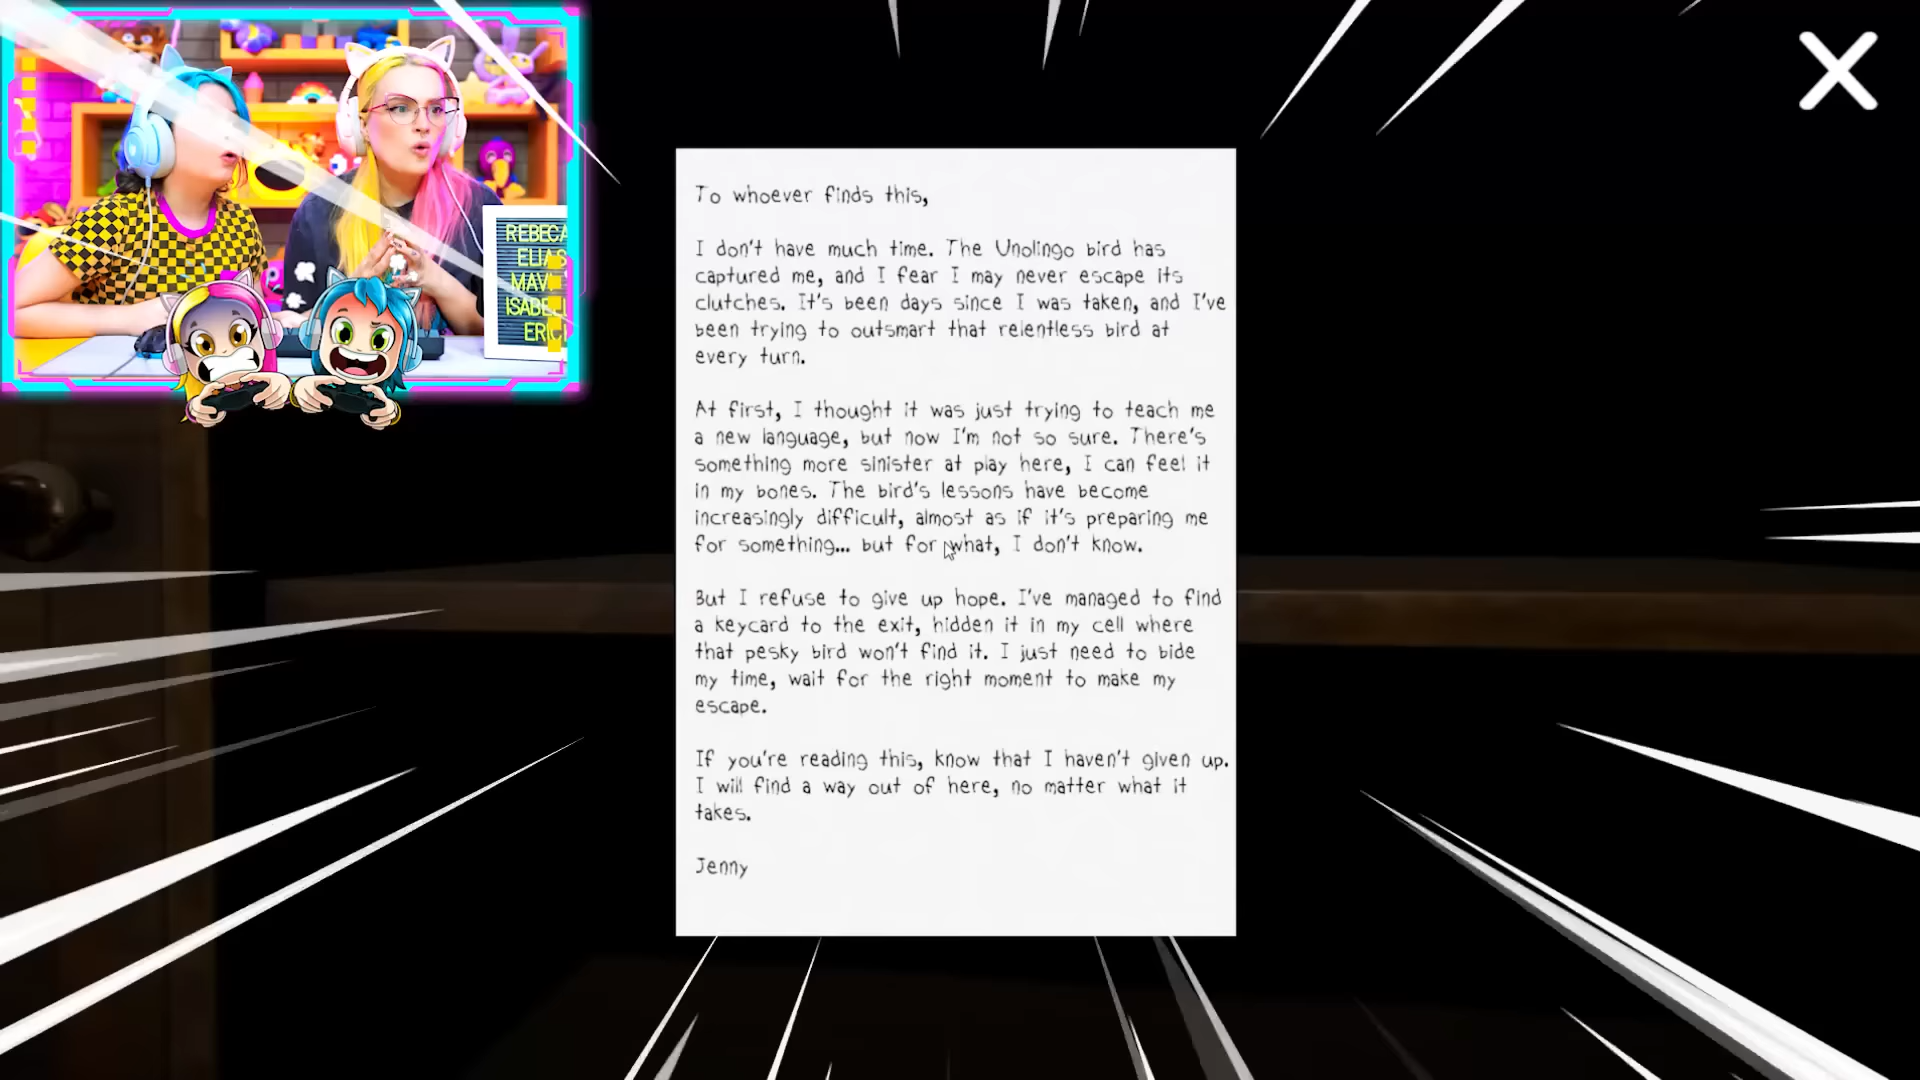 REBECA
ELIAS
MAV
ISABELL
ERIC
To whoever finds this,
I don't have much time. The Unolingo bird has
captured me, and I fear I may never escape its
clutches. It's been days since I was taken, and I've
been trying to outsmart that relentless bird at
every turn.
At first, I thought it was just trying to teach me
a new language, but now I'm not so sure. There's
something more sinister at play here, I can feel it
in my bones. The bird's lessons have become
increasingly difficult, almost as if it's preparing me
for something... but for what, I don't know.
But I refuse to give up hope. I've managed to find
a keycard to the exit, hidden it in my cell where
that pesky bird won't find it. I just need to bide
my time, wait for the right moment to make my
escape.
If you're reading this, know that I haven't given up.
I will find a way out of here, no matter what it
takes.
Jenny